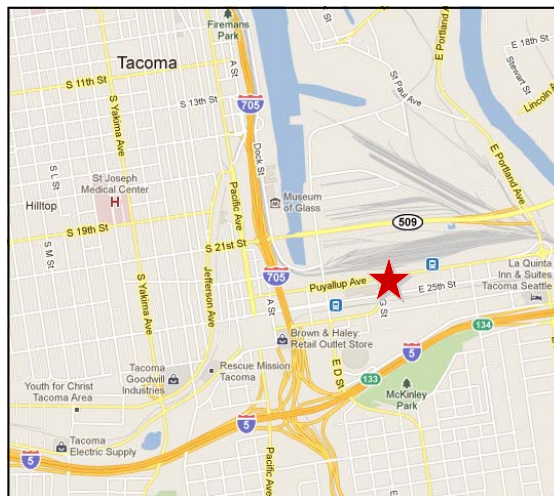 Firemans
Park
Tacoma
E Portland Ave
E 18th St
Stewart St
Lincoln Av
S 11th St
A St
St Paul Ave
S 13th St
705
S Yakima Ave
Dock St
S L St
St Joseph
Medical Center
H
Pacific Ave
Museum
of Glass
E Portland Ave
Hilltop
509
S 19th St
S 21st St
S M St
Jefferson Ave
705
La Quinta
Inn & Suites
Tacoma Seattle
Puyallup Ave
E 25th St
S Yakima Ave
A St
G St
134
Brown & Haley:
Retail Outlet Store
5
Tacoma
Goodwill
Industries
Rescue Mission
Tacoma
E D St
133
Youth for Christ
Tacoma Area
McKinley
Park
5
Tacoma
Electric Supply
Pacific Ave
5